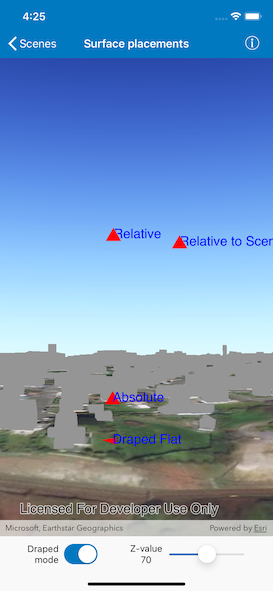 4:25
Scenes
Surface placements
Relative
Relative to Scen
Absolute
Draped Flat
Licensed For Developer Use Only
Microsoft, Earthstar Geographics
Powered by Esri
Draped mode
Z-value
70